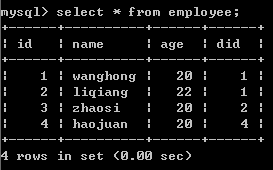 mysql> select * from employee;
+------+----------+------+------+
| id   | name     | age  | did  |
+------+----------+------+------+
|    1 | wanghong |   20 |    1 |
|    2 | liqiang  |   22 |    1 |
|    3 | zhaosi   |   20 |    2 |
|    4 | haojuan  |   20 |    4 |
+------+----------+------+------+
4 rows in set (0.00 sec)